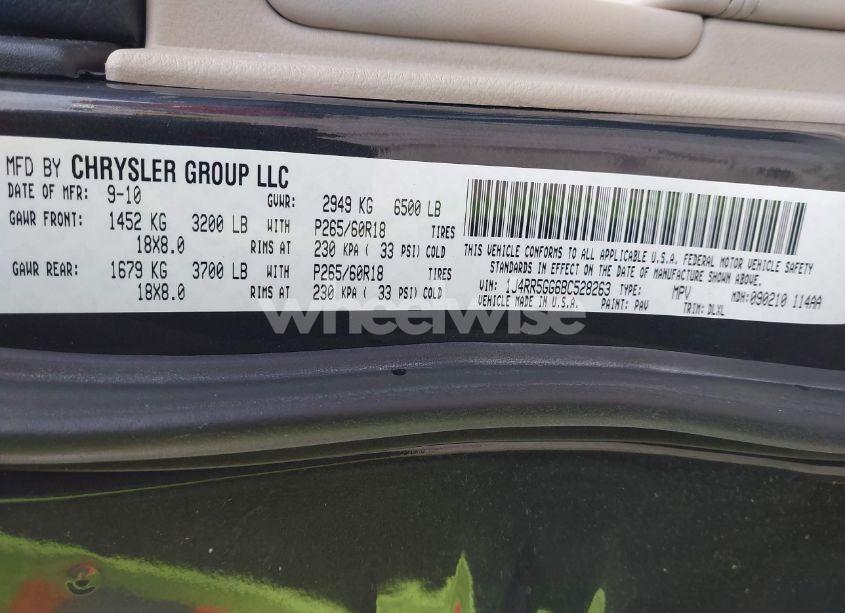 MFD BY CHRYSLER GROUP LLC
DATE OF MFR: 9-10 GVWR: 2949 KG 6500 LB
GAWR FRONT: 1452 KG 3200 LB WITH P265/60R18 TIRES
18X8.0 RIMS AT 230 KPA ( 33 PSI) COLD
GAWR REAR: 1679 KG 3700 LB WITH P265/60R18 TIRES
18X8.0 RIMS AT 230 KPA ( 33 PSI) COLD
THIS VEHICLE CONFORMS TO ALL APPLICABLE U.S.A. FEDERAL MOTOR VEHICLE SAFETY
STANDARDS IN EFFECT ON THE DATE OF MANUFACTURE SHOWN ABOVE.
VIN: 1J4RR5GG6BC528263 TYPE: MPV MDH:090210 114AA
VEHICLE MADE IN U.S.A. PAINT: PAV TRIM: DLXL
wheelwise